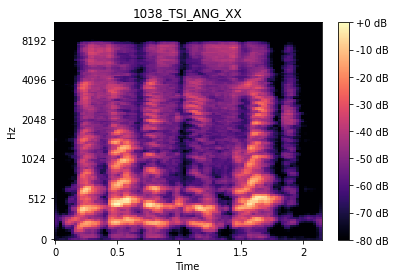 1038_TSI_ANG_XX
+0 dB
8192
-10 dB
4096
-20 dB
-30 dB
2048
Hz
-40 dB
1024
-50 dB
512
-60 dB
-70 dB
0
-80 dB
0
0.5
1
1.5
2
Time